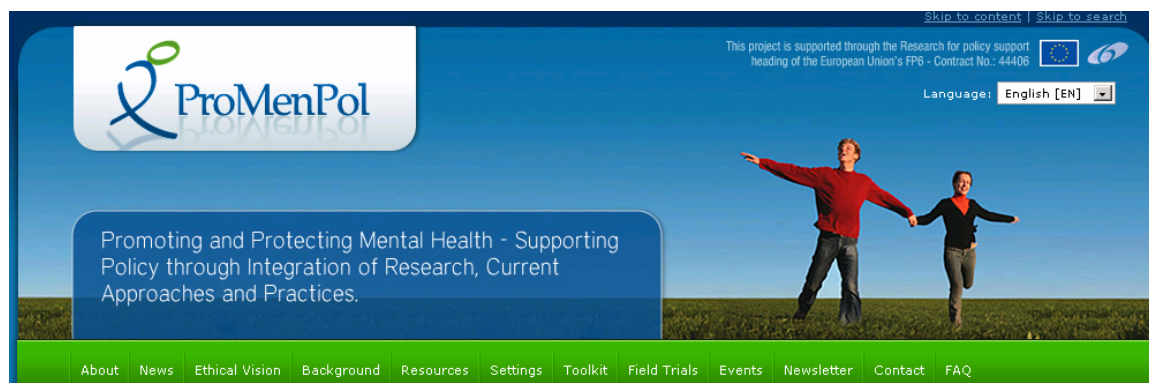 Skip to content | Skip to search
This project is supported through the Research for policy support
heading of the European Union's FP6 - Contract No.: 44406
Language: English [EN]
ProMenPol
Promoting and Protecting Mental Health - Supporting
Policy through Integration of Research, Current
Approaches and Practices.
About News Ethical Vision Background Resources Settings Toolkit Field Trials Events Newsletter Contact FAQ